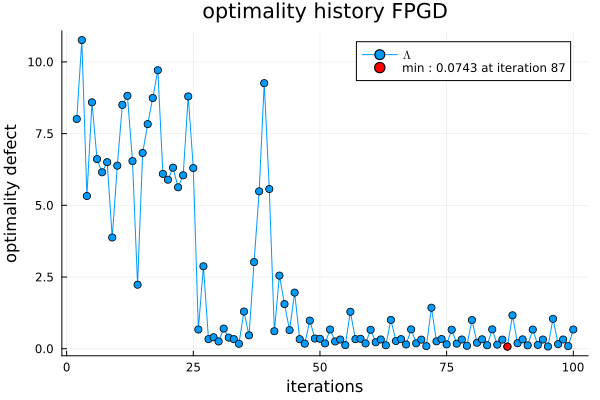 optimality history FPGD
Λ
min : 0.0743 at iteration 87
optimality defect
10.0
7.5
5.0
2.5
0.0
0
25
50
75
100
iterations